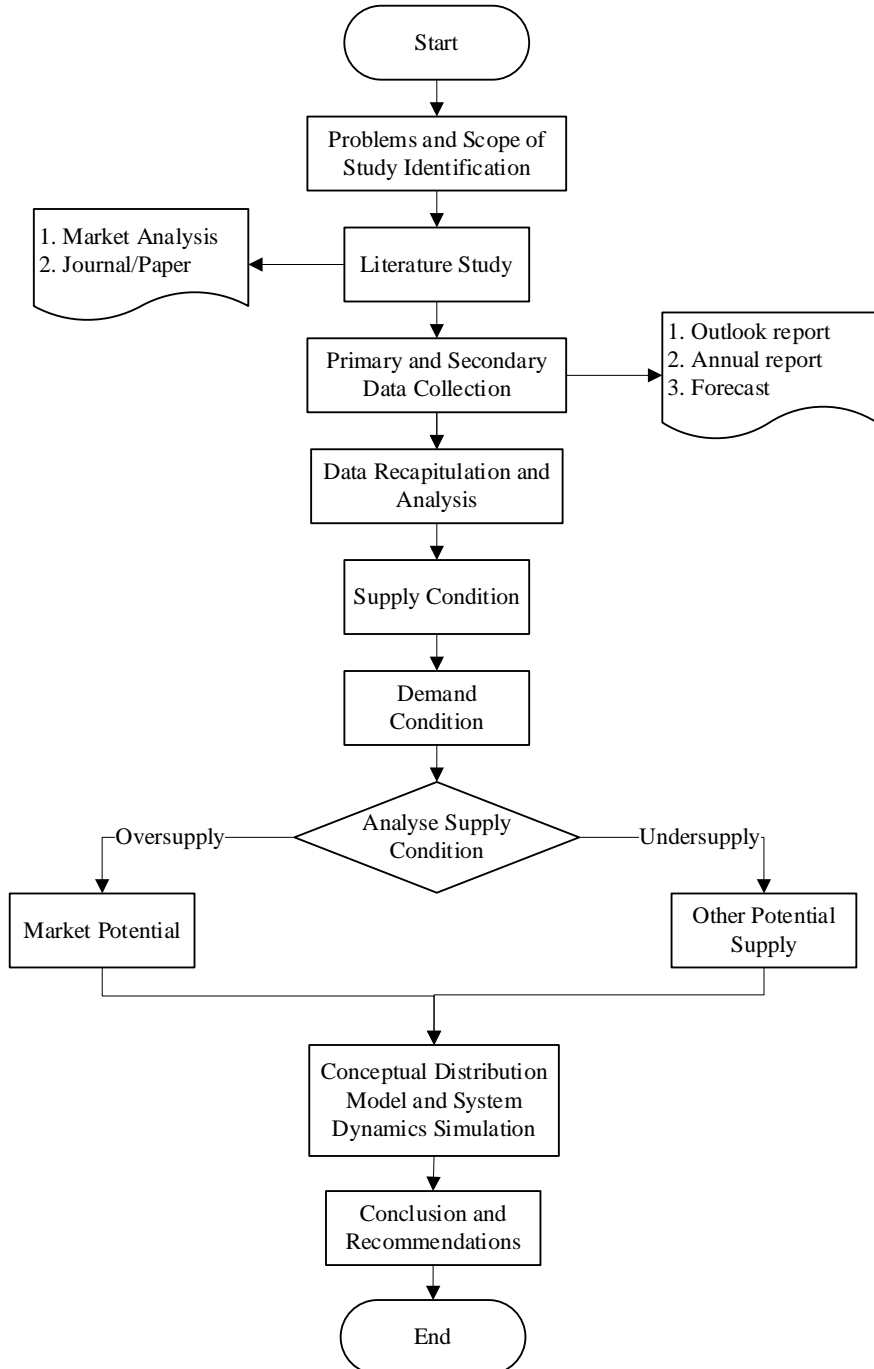 Start
Problems and Scope of
Study Identification
1. Market Analysis
2. Journal/Paper
Literature Study
Primary and Secondary
Data Collection
1. Outlook report
2. Annual report
3. Forecast
Data Recapitulation and
Analysis
Supply Condition
Demand
Condition
Analyse Supply
Condition
Oversupply
Undersupply
Market Potential
Other Potential
Supply
Conceptual Distribution
Model and System
Dynamics Simulation
Conclusion and
Recommendations
End